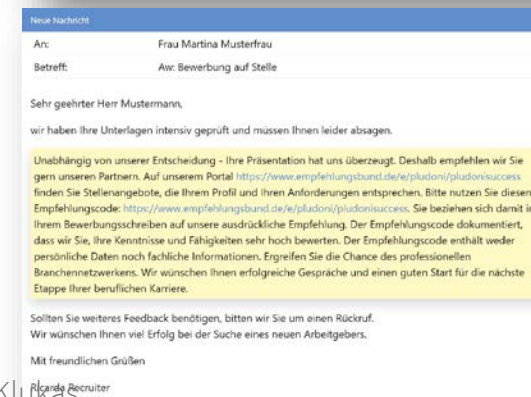 Neue Nachricht
An: Frau Martina Musterfrau
Betreff: Aw: Bewerbung auf Stelle
Sehr geehrter Herr Mustermann,
wir haben Ihre Unterlagen intensiv geprüft und müssen Ihnen leider absagen.
Unabhängig von unserer Entscheidung - Ihre Präsentation hat uns überzeugt. Deshalb empfehlen wir Sie
gern unseren Partnern. Auf unserem Portal https://www.empfehlungsbund.de/e/pludoni/pludonisuccess
finden Sie Stellenangebote, die Ihrem Profil und Ihren Anforderungen entsprechen. Bitte nutzen Sie diesen
Empfehlungscode: https://www.empfehlungsbund.de/e/pludoni/pludonisuccess. Sie beziehen sich damit in
Ihrem Bewerbungsschreiben auf unsere ausdrückliche Empfehlung. Der Empfehlungscode dokumentiert,
dass wir Sie, Ihre Kenntnisse und Fähigkeiten sehr hoch bewerten. Der Empfehlungscode enthält weder
persönliche Daten noch fachliche Informationen. Ergreifen Sie die Chance des professionellen
Branchennetzwerkens. Wir wünschen Ihnen erfolgreiche Gespräche und einen guten Start für die nächste
Etappe Ihrer beruflichen Karriere.
Sollten Sie weiteres Feedback benötigen, bitten wir Sie um einen Rückruf.
Wir wünschen Ihnen viel Erfolg bei der Suche eines neuen Arbeitgebers.
Mit freundlichen Grüßen
Ricarda Recruiter
Klukas